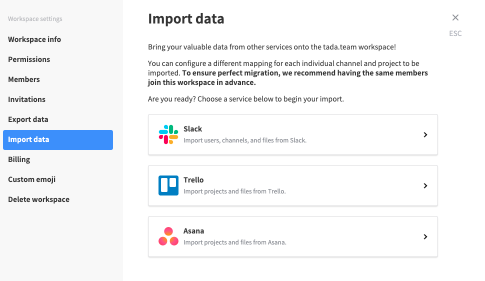 Workspace settings
Workspace info
Permissions
Members
Invitations
Export data
Import data
Billing
Custom emoji
Delete workspace
Import data
ESC
Bring your valuable data from other services onto the tada.team workspace!
You can configure a different mapping for each individual channel and project to be
imported. To ensure perfect migration, we recommend having the same members
join this workspace in advance.
Are you ready? Choose a service below to begin your import.
Slack
Import users, channels, and files from Slack.
Trello
Import projects and files from Trello.
Asana
Import projects and files from Asana.